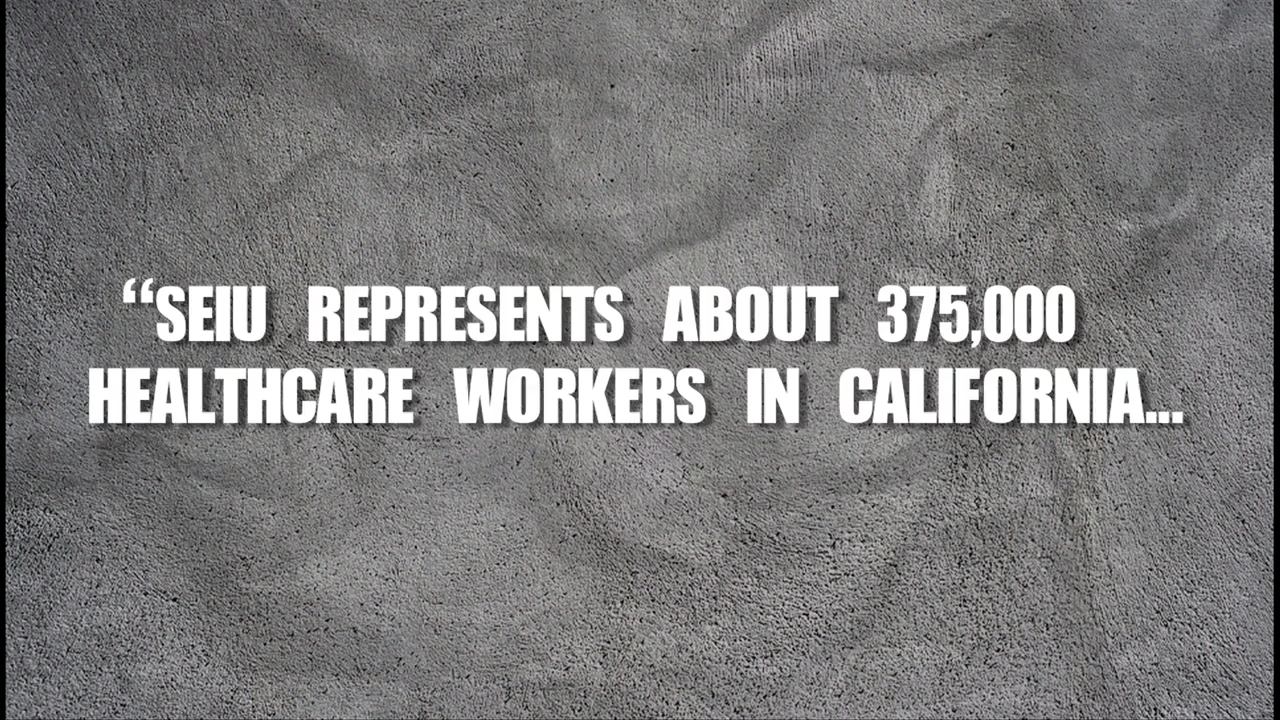 “SEIU REPRESENTS ABOUT 375,000
HEALTHCARE WORKERS IN CALIFORNIA...